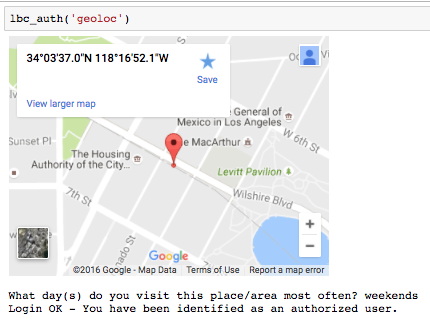 lbc_auth('geoloc')
34°03'37.0"N 118°16'52.1"W
Save
View larger map
General of
Mexico in Los Angeles
W 6th St
e MacArthur
Sunset Pl
The Housing
Authority of the City...
Levitt Pavilion
7th St
Wilshire Blvd
nado St
+
−
Google
©2016 Google - Map Data Terms of Use Report a map error
What day(s) do you visit this place/area most often? weekends
Login OK - You have been identified as an authorized user.